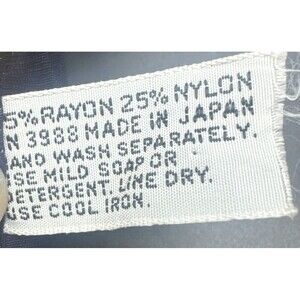 5% RAYON 25% NYLON
N 3988 MADE IN JAPAN
AND WASH SEPARATELY.
SE MILD SOAP OR
DETERGENT. LINE DRY.
USE COOL IRON.